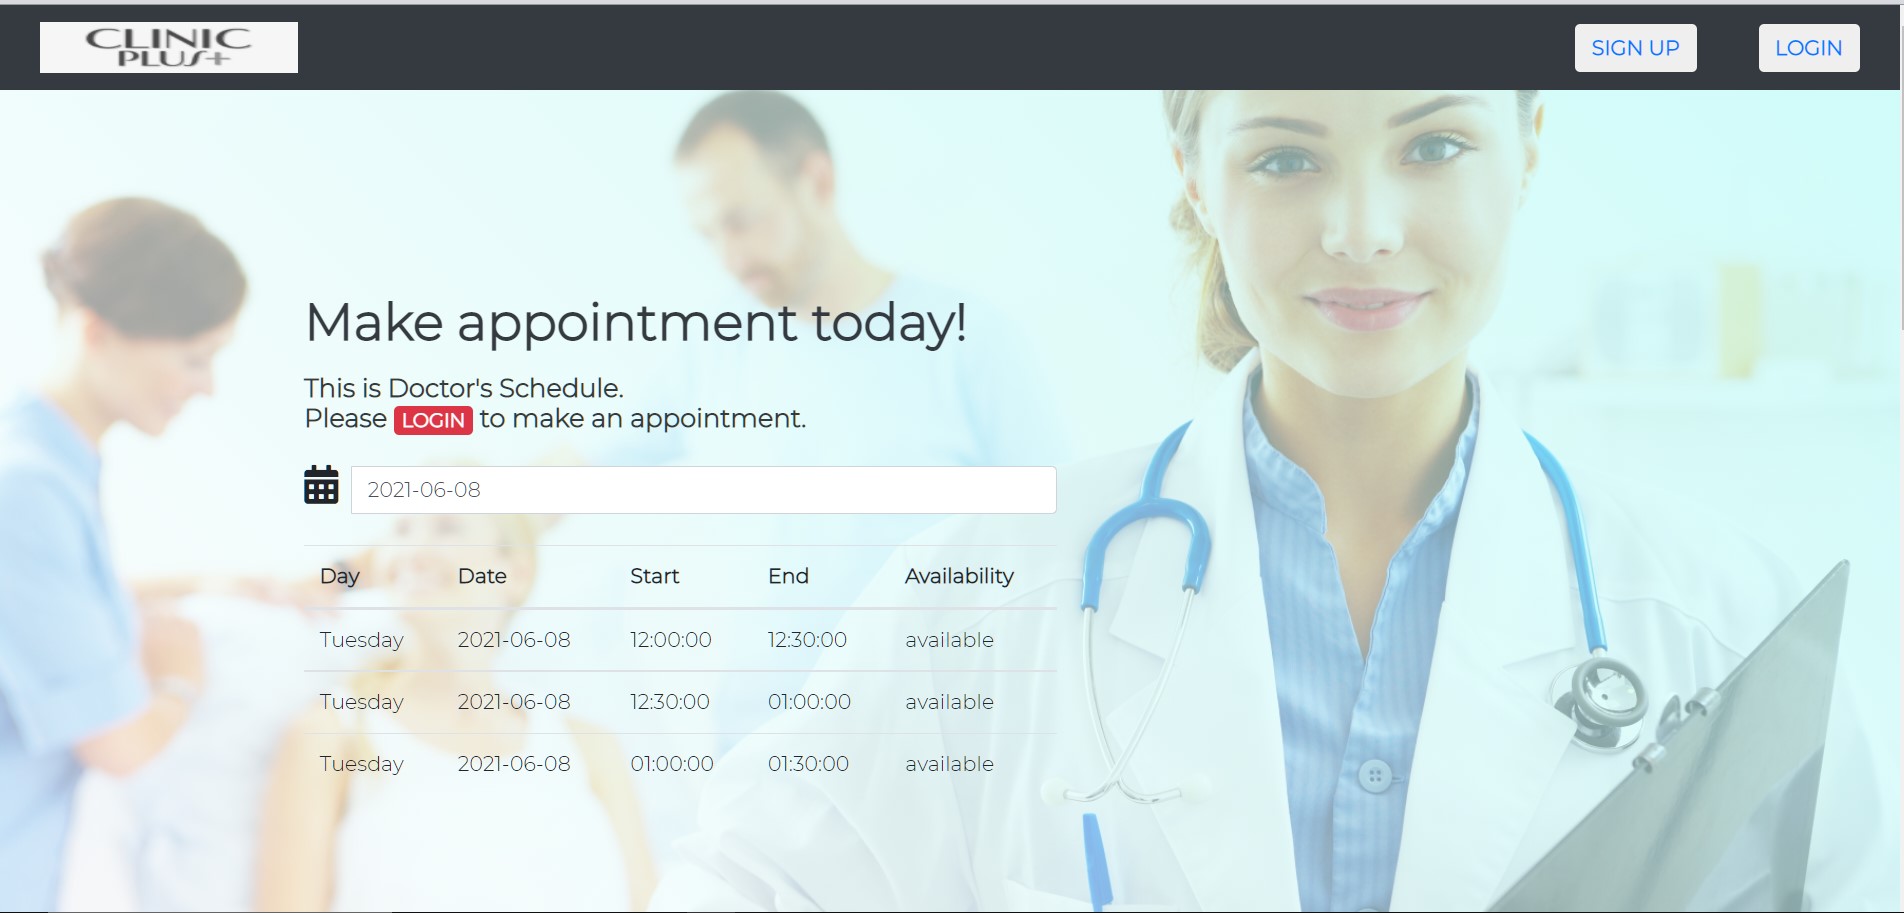 CLINIC
PLUS+
SIGN UP
LOGIN
Make appointment today!
This is Doctor's Schedule.
Please LOGIN to make an appointment.
2021-06-08
Day Date Start End Availability
Tuesday 2021-06-08 12:00:00 12:30:00 available
Tuesday 2021-06-08 12:30:00 01:00:00 available
Tuesday 2021-06-08 01:00:00 01:30:00 available